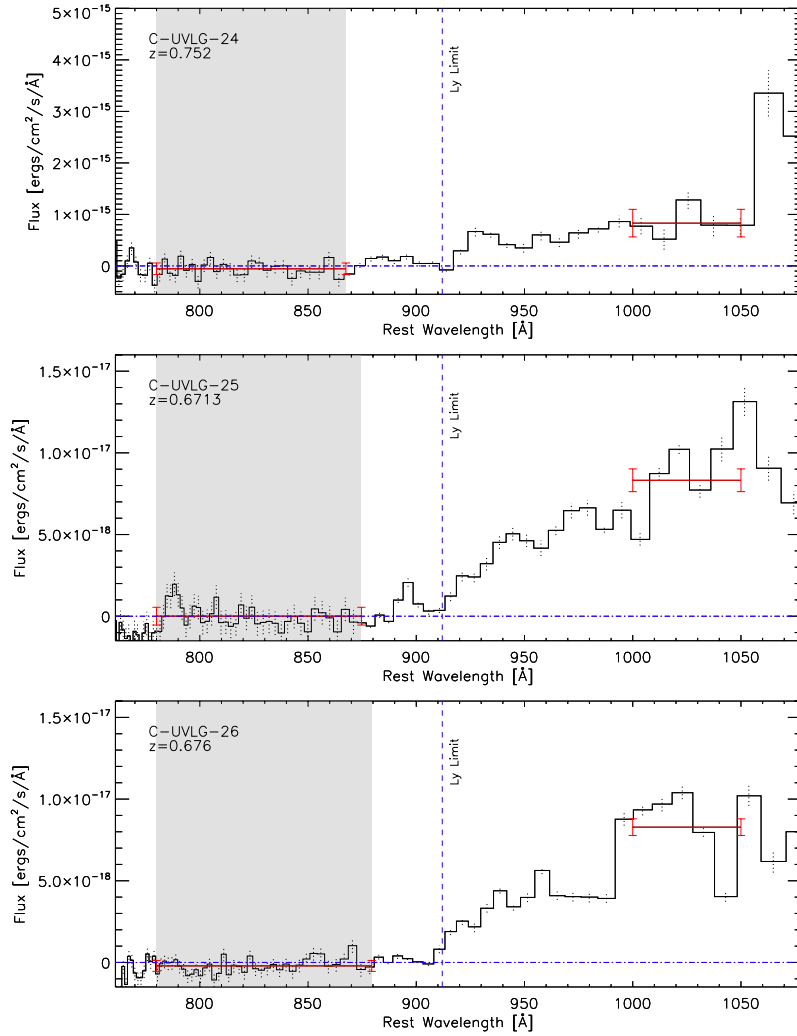 C-UVLG-24
z=0.752
Ly Limit
5×10⁻¹⁵
4×10⁻¹⁵
3×10⁻¹⁵
2×10⁻¹⁵
1×10⁻¹⁵
0
Flux [ergs/cm²/s/Å]
800 850 900 950 1000 1050
Rest Wavelength [Å]
C-UVLG-25
z=0.6713
Ly Limit
1.5×10⁻¹⁷
1.0×10⁻¹⁷
5.0×10⁻¹⁸
0
Flux [ergs/cm²/s/Å]
800 850 900 950 1000 1050
Rest Wavelength [Å]
C-UVLG-26
z=0.676
Ly Limit
1.5×10⁻¹⁷
1.0×10⁻¹⁷
5.0×10⁻¹⁸
0
Flux [ergs/cm²/s/Å]
800 850 900 950 1000 1050
Rest Wavelength [Å]